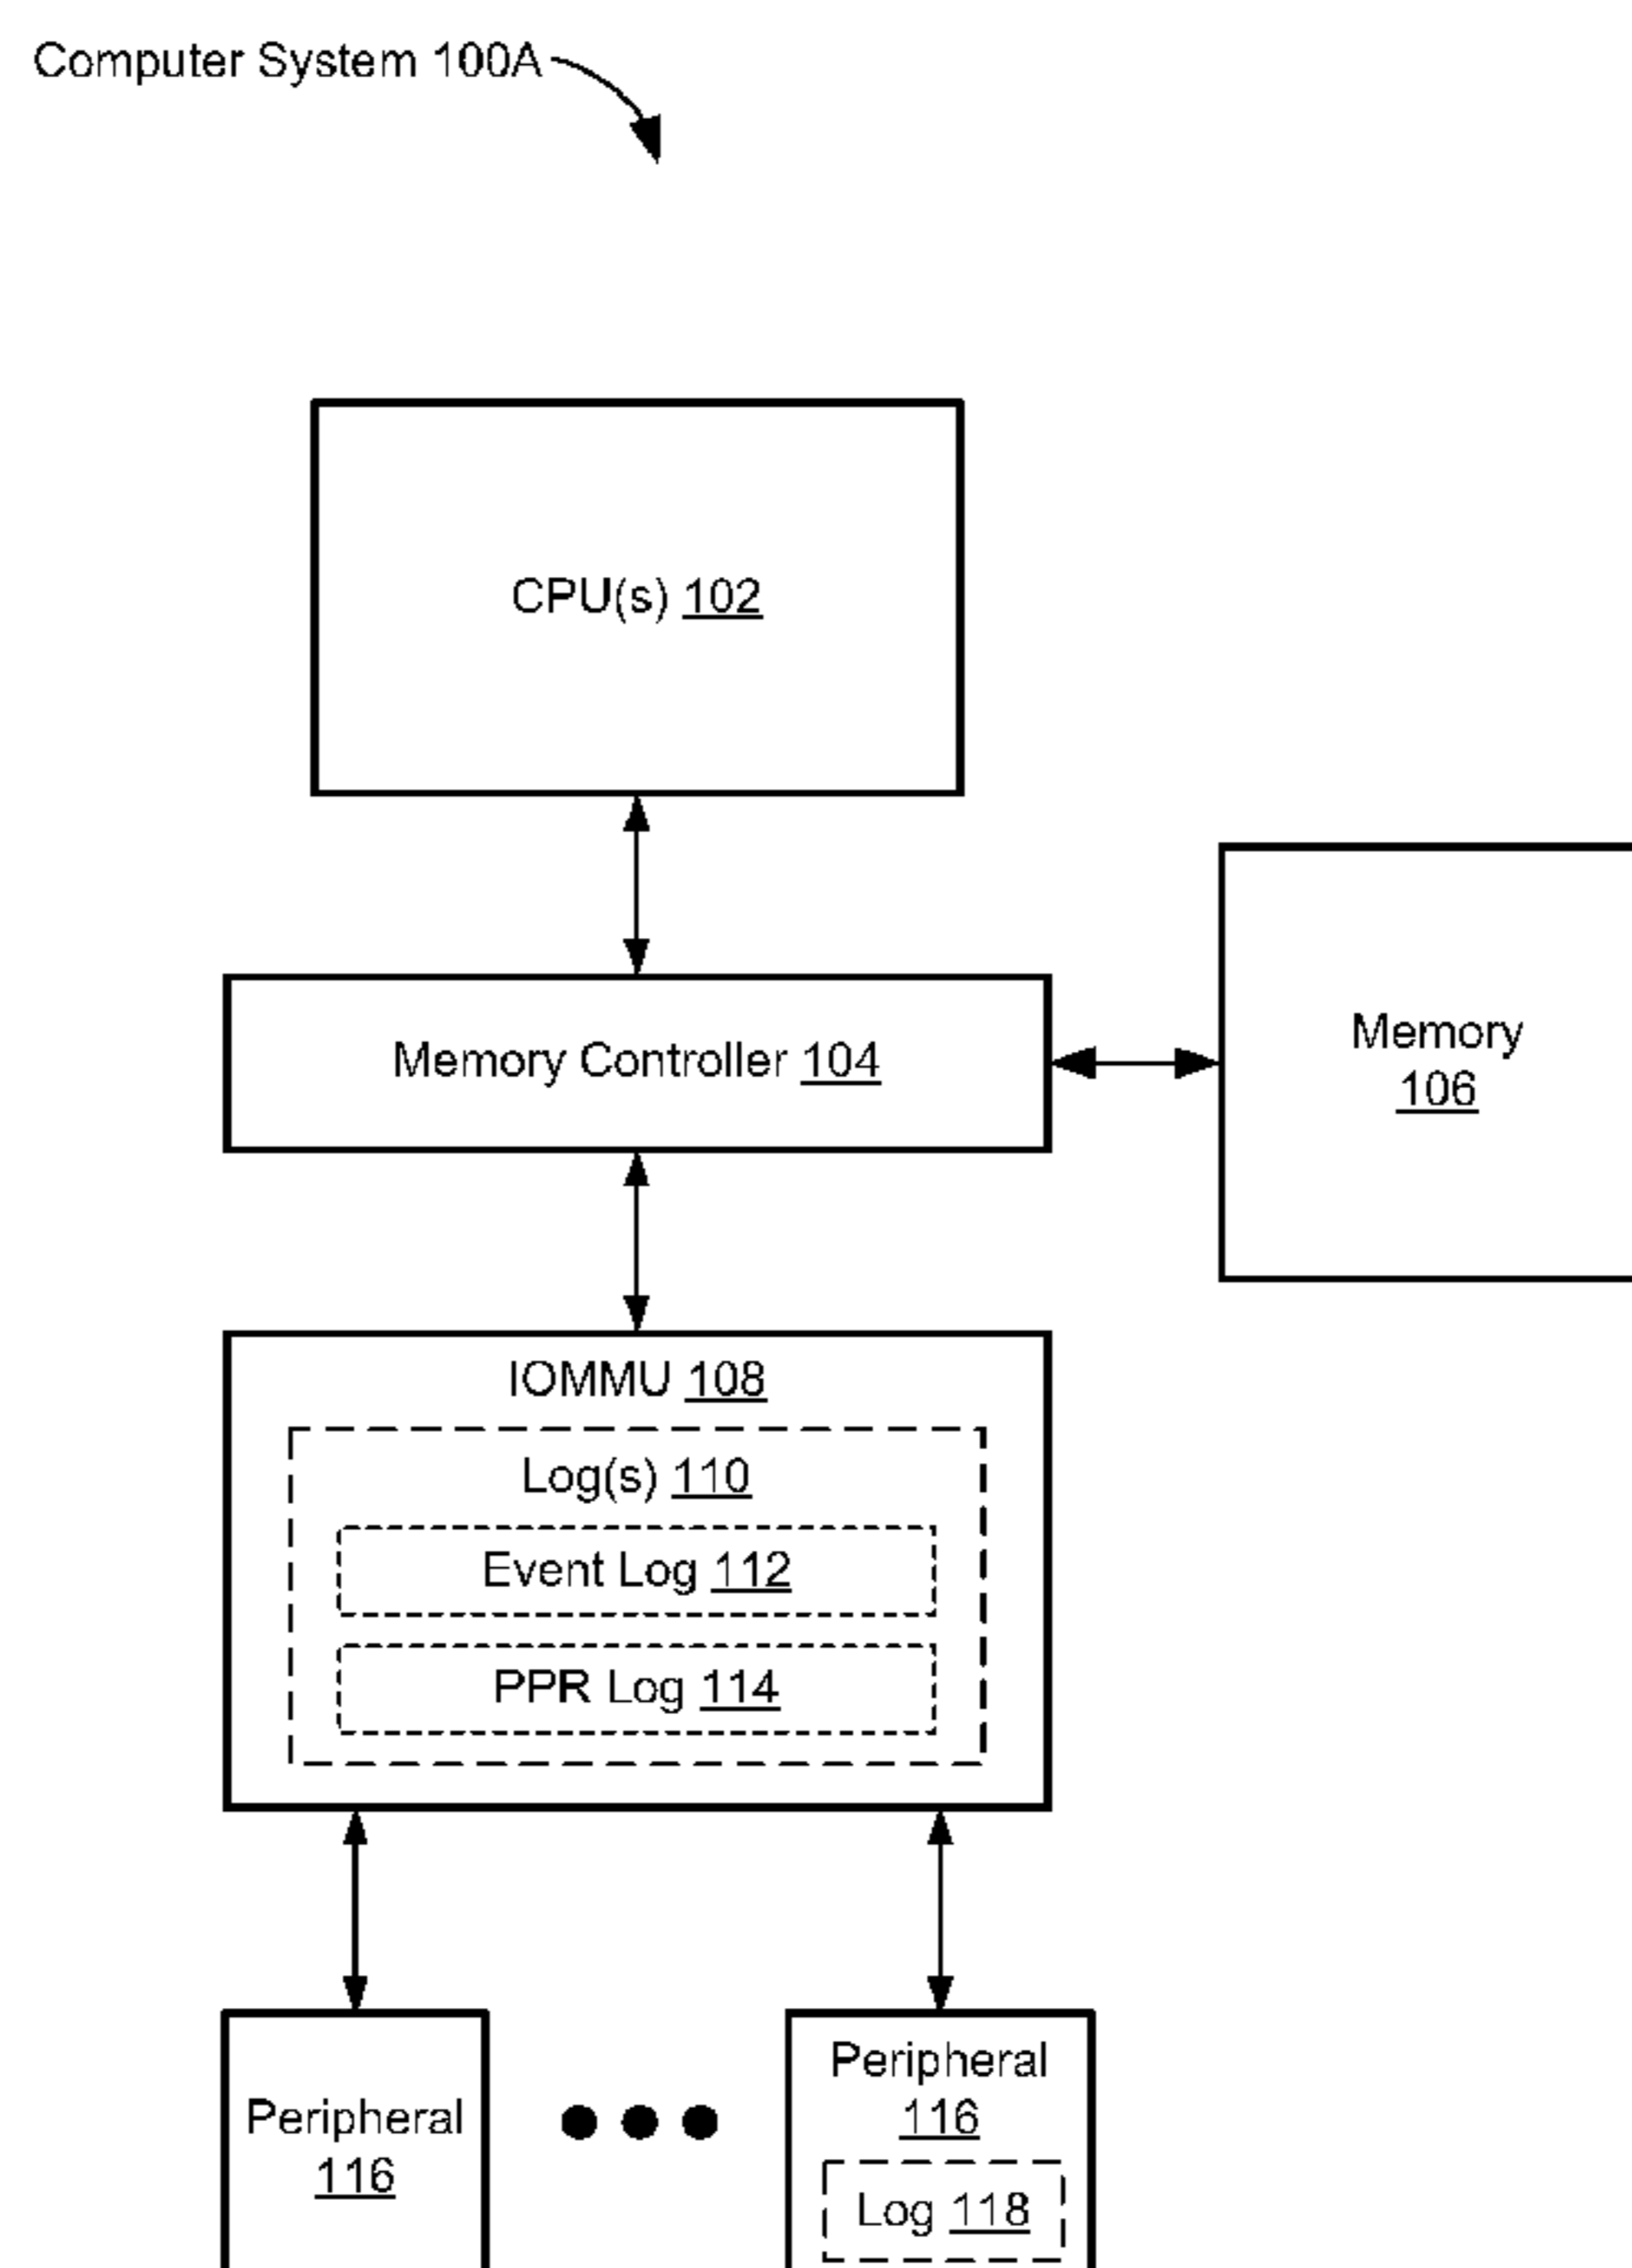 Computer System 100A
CPU(s) 102
Memory Controller 104
Memory
106
IOMMU 108
Log(s) 110
Event Log 112
PPR Log 114
Peripheral
116
Peripheral
116
Log 118